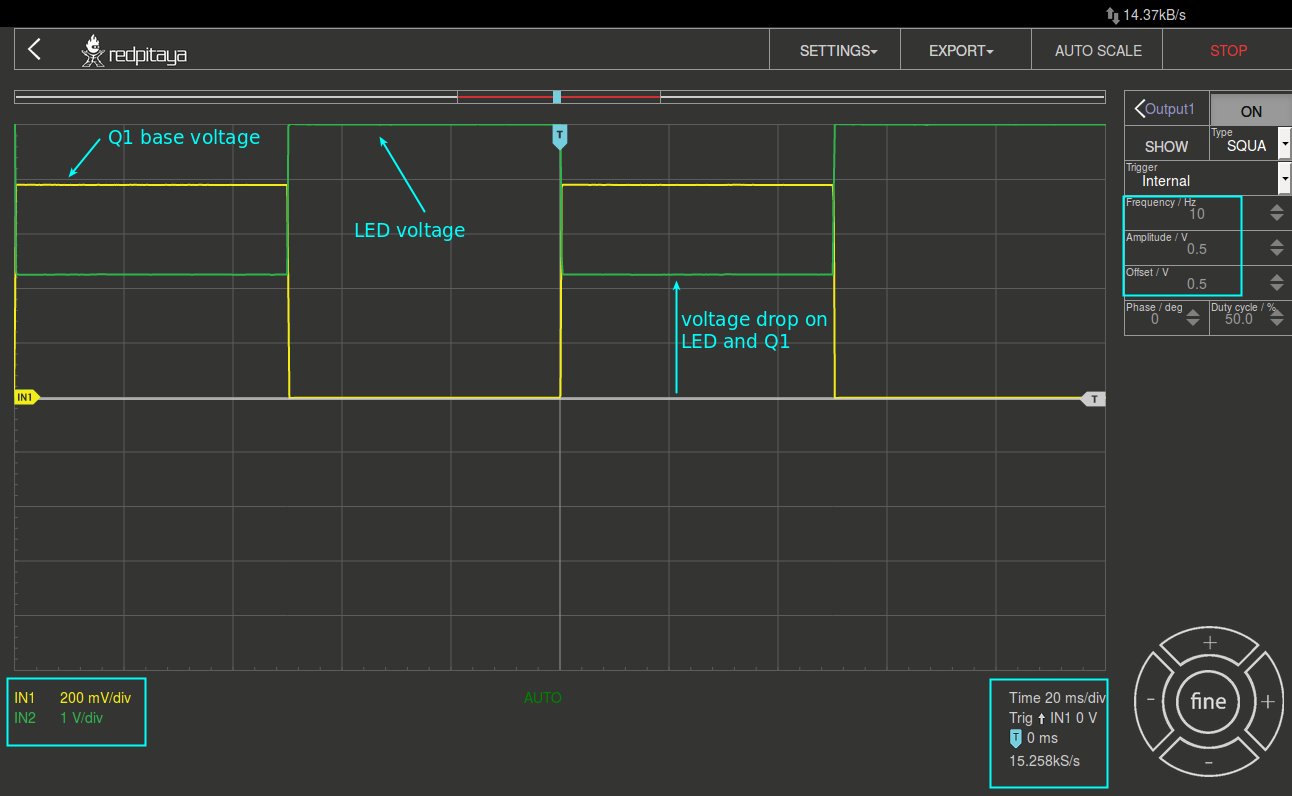 14.37kB/s
redpitaya
SETTINGS
EXPORT
AUTO SCALE
STOP
Output1
ON
SHOW
Type
SQUA
Trigger
Internal
Frequency / Hz
10
Amplitude / V
0.5
Offset / V
0.5
Phase / deg
0
Duty cycle / %
50.0
T
Q1 base voltage
LED voltage
voltage drop on
LED and Q1
IN1
T
IN1 200 mV/div
IN2 1 V/div
AUTO
Time 20 ms/div
Trig IN1 0 V
T 0 ms
15.258kS/s
+
- fine +
-